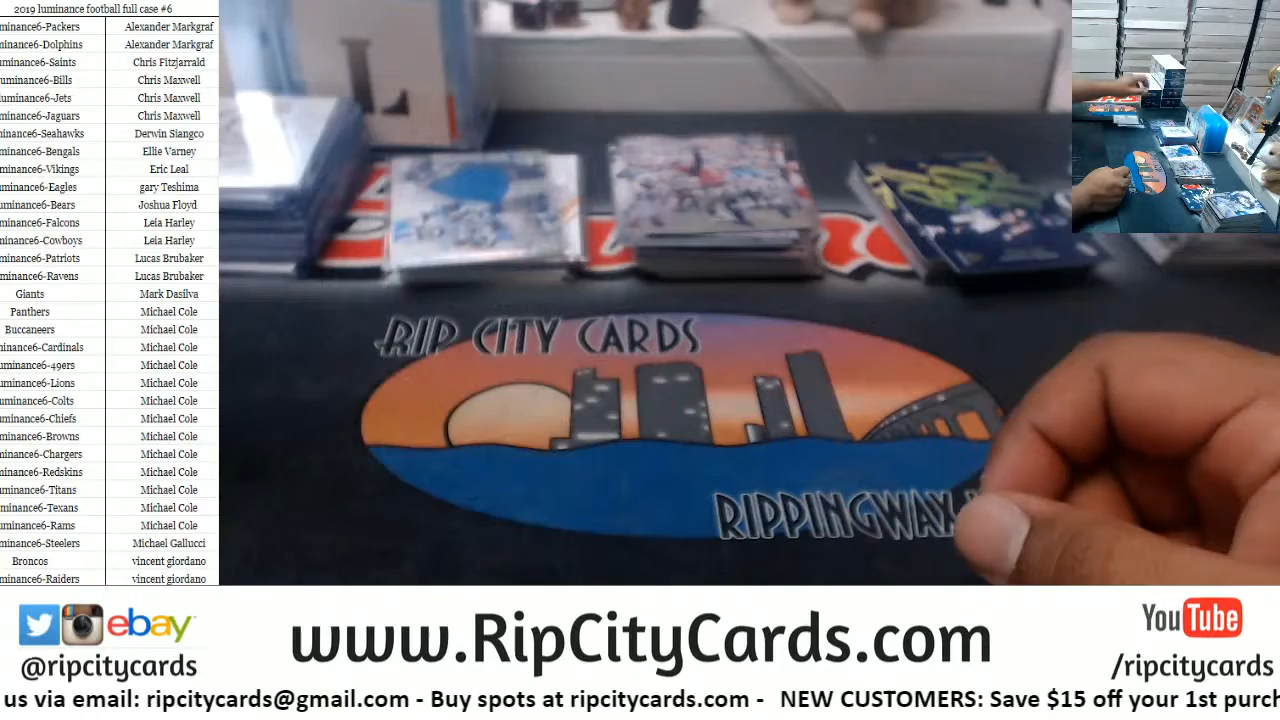 2019 luminance football full case #6
minance6-Packers Alexander Markgraf
minance6-Dolphins Alexander Markgraf
uminance6-Saints Chris Fitzjarrald
luminance6-Bills Chris Maxwell
luminance6-Jets Chris Maxwell
uminance6-Jaguars Chris Maxwell
minance6-Seahawks Derwin Siangco
uminance6-Bengals Ellie Varney
minance6-Vikings Eric Leal
uminance6-Eagles gary Teshima
uminance6-Bears Joshua Floyd
uminance6-Falcons Leia Harley
minance6-Cowboys Leia Harley
uminance6-Patriots Lucas Brubaker
minance6-Ravens Lucas Brubaker
Giants Mark Dasilva
Panthers Michael Cole
Buccaneers Michael Cole
minance6-Cardinals Michael Cole
uminance6-49ers Michael Cole
uminance6-Lions Michael Cole
uminance6-Colts Michael Cole
uminance6-Chiefs Michael Cole
uminance6-Browns Michael Cole
minance6-Chargers Michael Cole
minance6-Redskins Michael Cole
uminance6-Titans Michael Cole
uminance6-Texans Michael Cole
uminance6-Rams Michael Cole
uminance6-Steelers Michael Gallucci
Broncos vincent giordano
minance6-Raiders vincent giordano
RIP CITY CARDS
RIPPINGWAX
ebay
@ripcitycards
www.RipCityCards.com
YouTube
/ripcitycards
us via email: ripcitycards@gmail.com - Buy spots at ripcitycards.com - NEW CUSTOMERS: Save $15 off your 1st purch